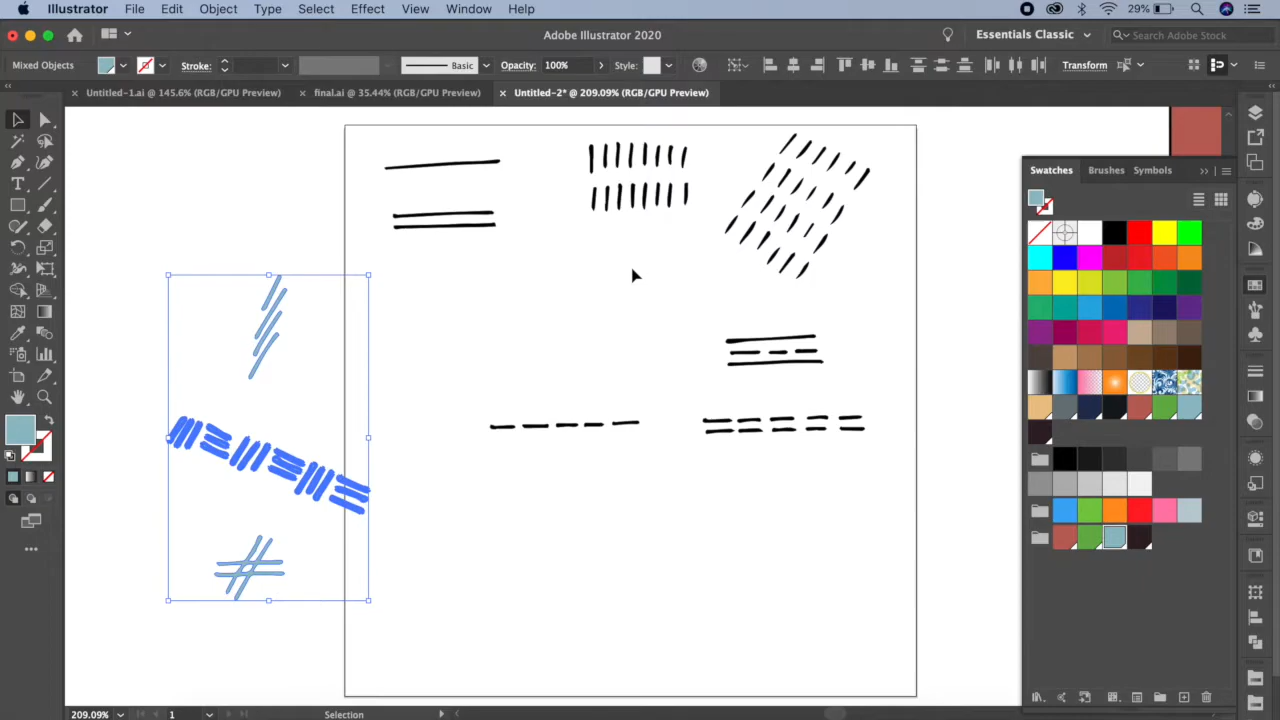 Illustrator File Edit Object Type Select Effect View Window Help 29%
Adobe Illustrator 2020 Essentials Classic Search Adobe Stock
Mixed Objects Stroke: Basic Opacity: 100% Style: Transform
× Untitled-1.ai @ 145.6% (RGB/GPU Preview) × final.ai @ 35.44% (RGB/GPU Preview) × Untitled-2* @ 209.09% (RGB/GPU Preview)
Swatches Brushes Symbols
209.09% 1 Selection